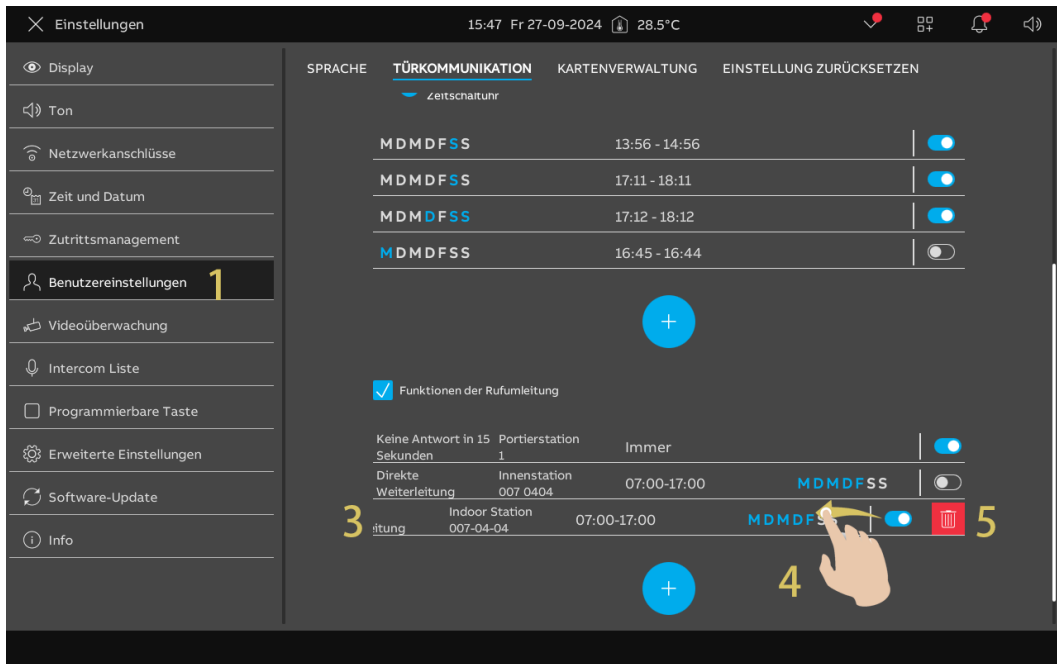 Einstellungen
15:47 Fr 27-09-2024 28.5°C
Display
Ton
Netzwerkanschlüsse
Zeit und Datum
Zutrittsmanagement
Benutzereinstellungen 1
Videoüberwachung
Intercom Liste
Programmierbare Taste
Erweiterte Einstellungen
Software-Update
Info
SPRACHE TÜRKOMMUNIKATION KARTENVERWALTUNG EINSTELLUNG ZURÜCKSETZEN
Zeitschaltuhr
MDMDFSS 13:56 - 14:56
MDMDFSS 17:11 - 18:11
MDMDFSS 17:12 - 18:12
MDMDFSS 16:45 - 16:44
+
Funktionen der Rufumleitung
Keine Antwort in 15 Portierstation Immer
Sekunden 1
Direkte Innenstation 07:00-17:00 MDMDFSS
Weiterleitung 007 0404
3 Indoor Station 07:00-17:00 MDMDFSS 5
eitung 007-04-04
4
+